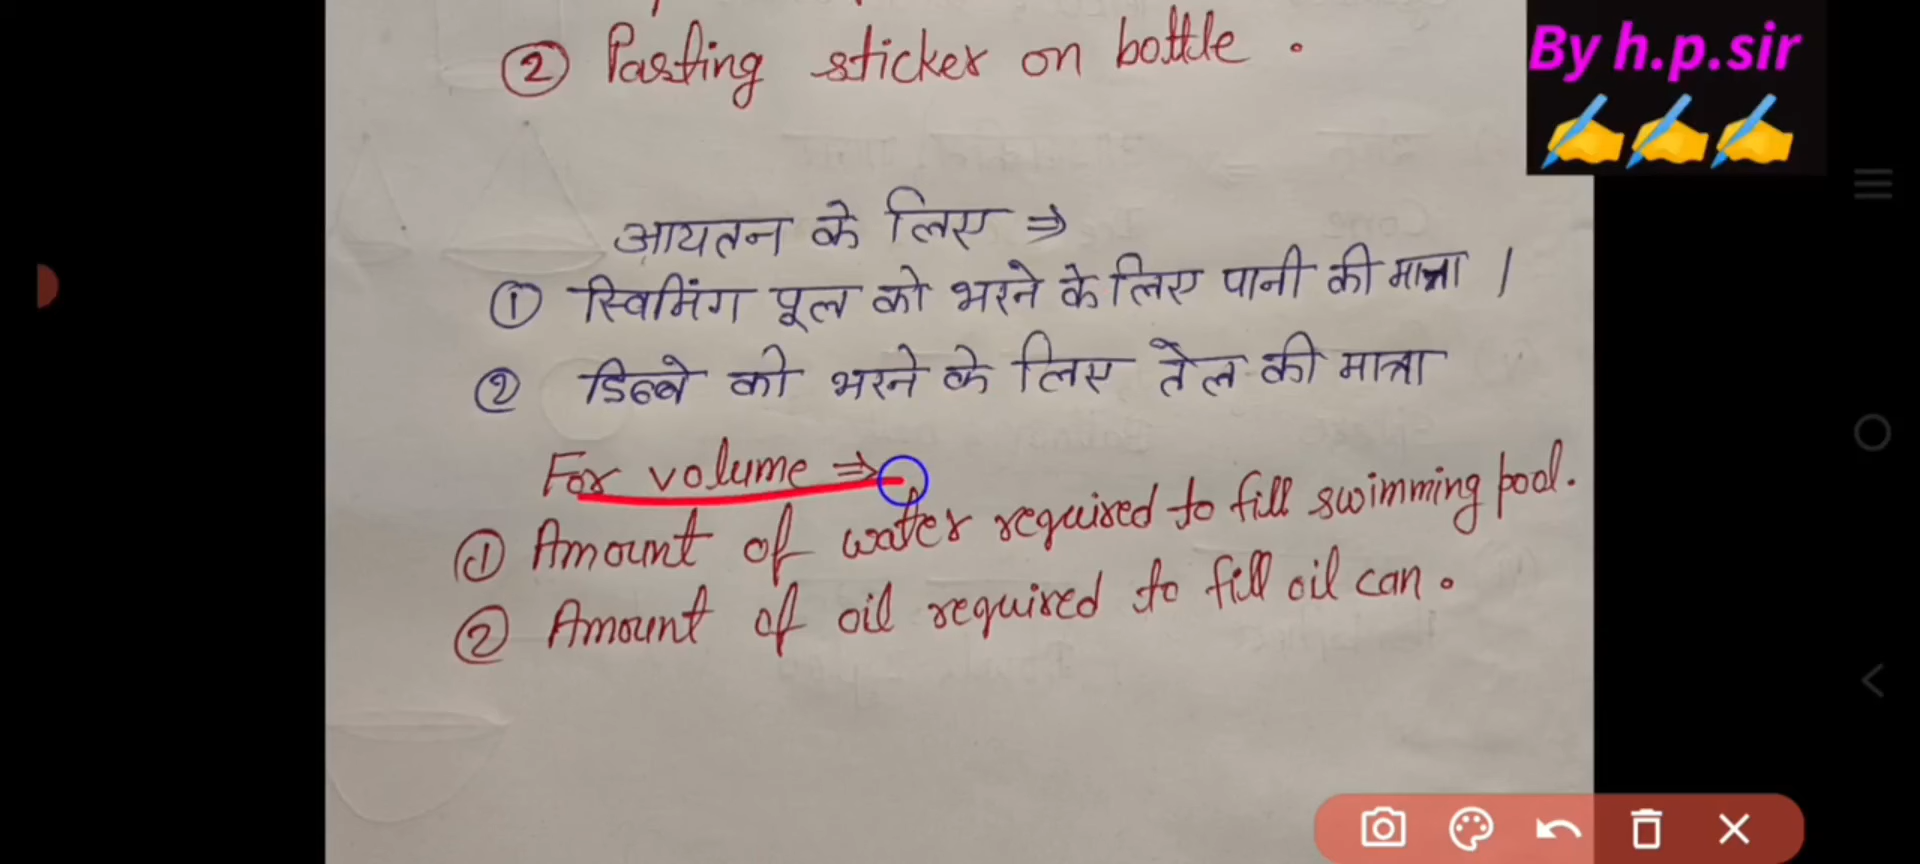 ② Pasting sticker on bottle .
By h.p.sir
आयतन के लिए ⇒
① स्विमिंग पूल को भरने के लिए पानी की मात्रा ।
② डिब्बे को भरने के लिए तेल की मात्रा
For volume ⇒
① Amount of water required to fill swimming pool.
② Amount of oil required to fill oil can .